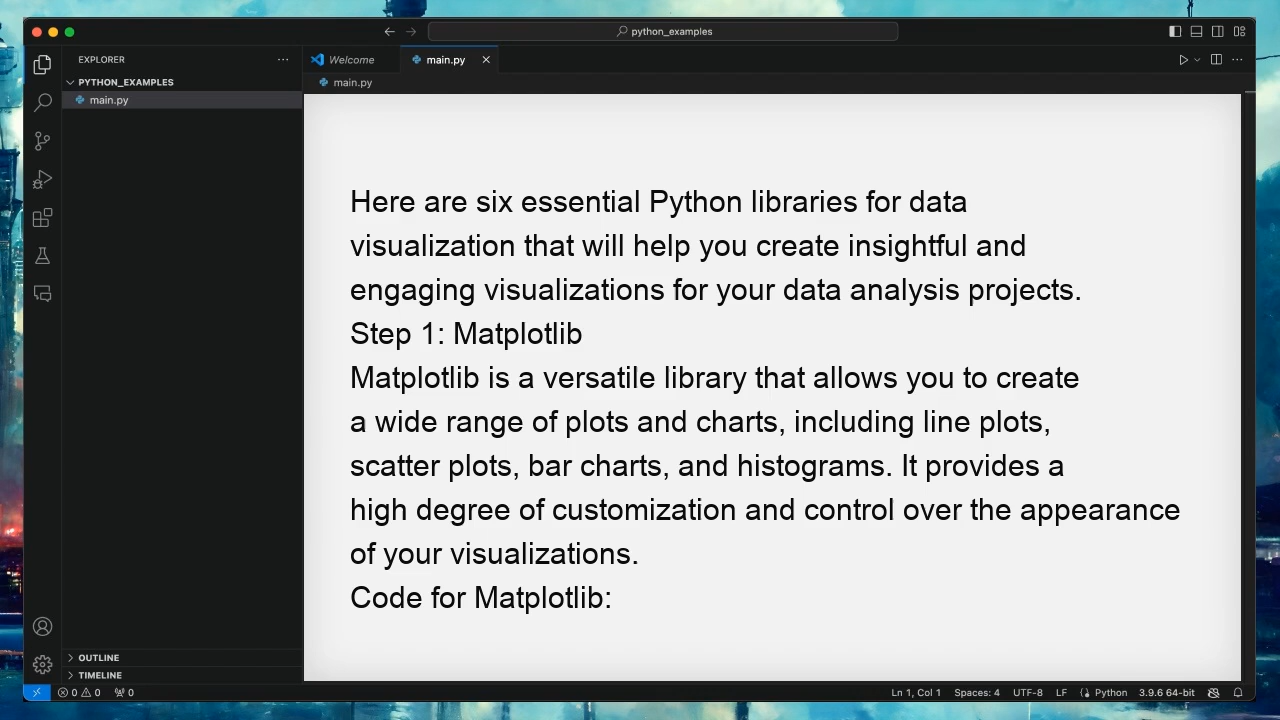 python_examples
EXPLORER
Welcome
main.py
PYTHON_EXAMPLES
main.py
main.py
Here are six essential Python libraries for data
visualization that will help you create insightful and
engaging visualizations for your data analysis projects.
Step 1: Matplotlib
Matplotlib is a versatile library that allows you to create
a wide range of plots and charts, including line plots,
scatter plots, bar charts, and histograms. It provides a
high degree of customization and control over the appearance
of your visualizations.
Code for Matplotlib:
OUTLINE
TIMELINE
0 0 0 Ln 1, Col 1 Spaces: 4 UTF-8 LF Python 3.9.6 64-bit